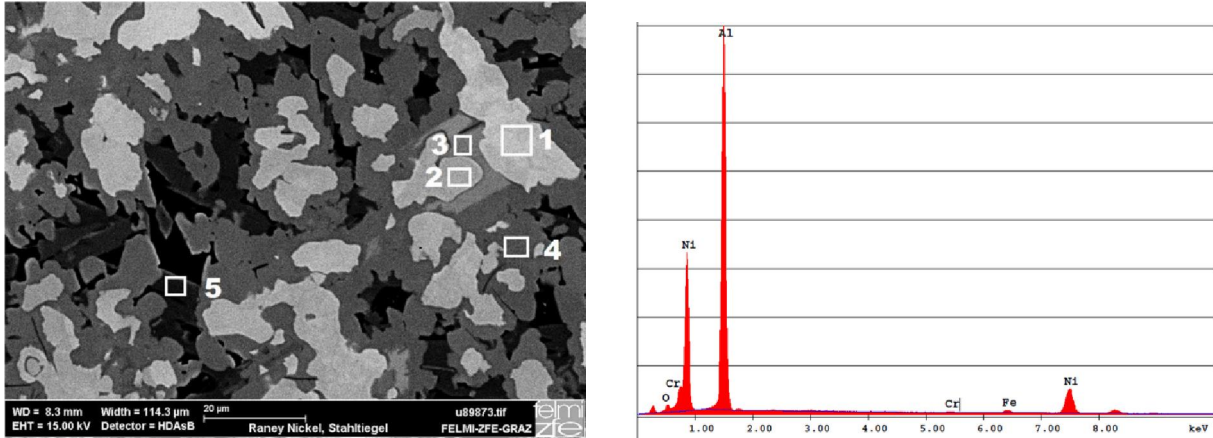 1
3
2
4
5
WD = 8.3 mm Width = 114.3 µm 20 µm u89873.tif
EHT = 15.00 kV Detector = HDAsB Raney Nickel, Stahltiegel FELMI-ZFE-GRAZ
felmi
zfe
Al
Ni
Cr
O
Cr
Fe
Ni
1.00 2.00 3.00 4.00 5.00 6.00 7.00 8.00 keV